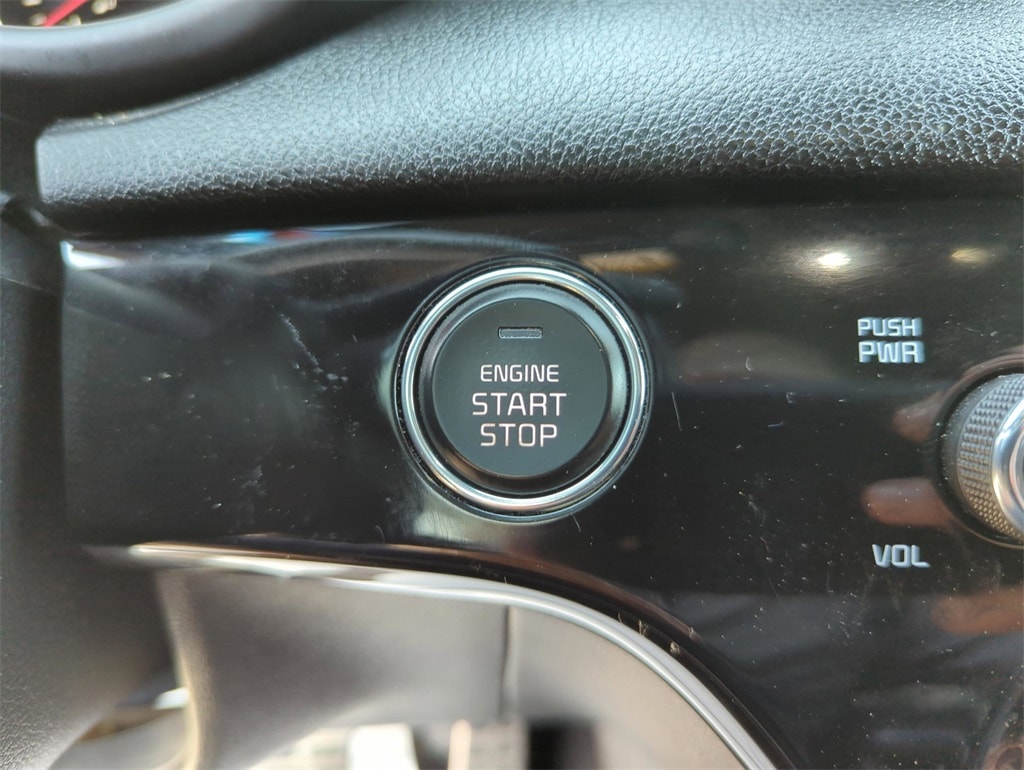 ENGINE
START
STOP
PUSH
PWR
VOL